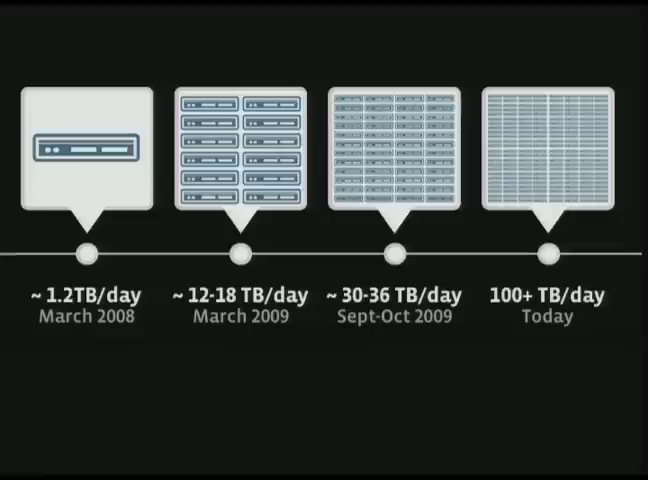 ~ 1.2TB/day
March 2008
~ 12-18 TB/day
March 2009
~ 30-36 TB/day
Sept-Oct 2009
100+ TB/day
Today